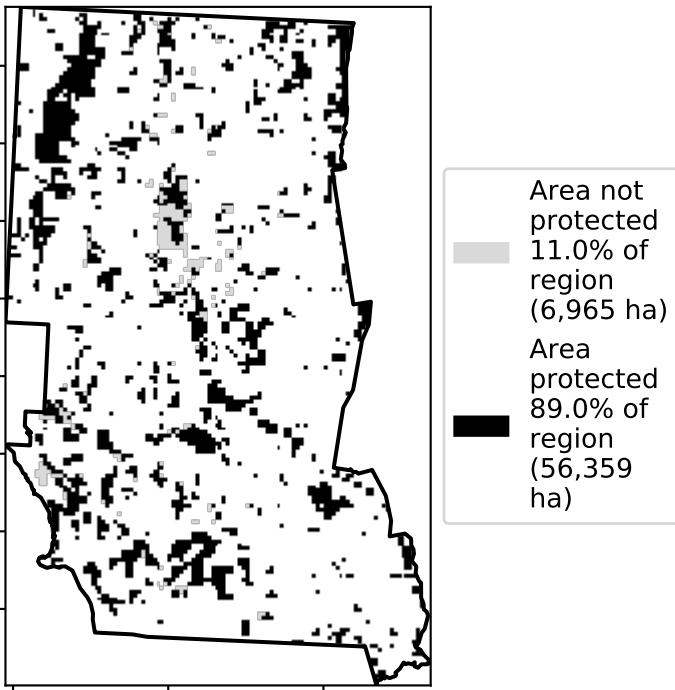 Area not
protected
11.0% of
region
(6,965 ha)
Area
protected
89.0% of
region
(56,359
ha)